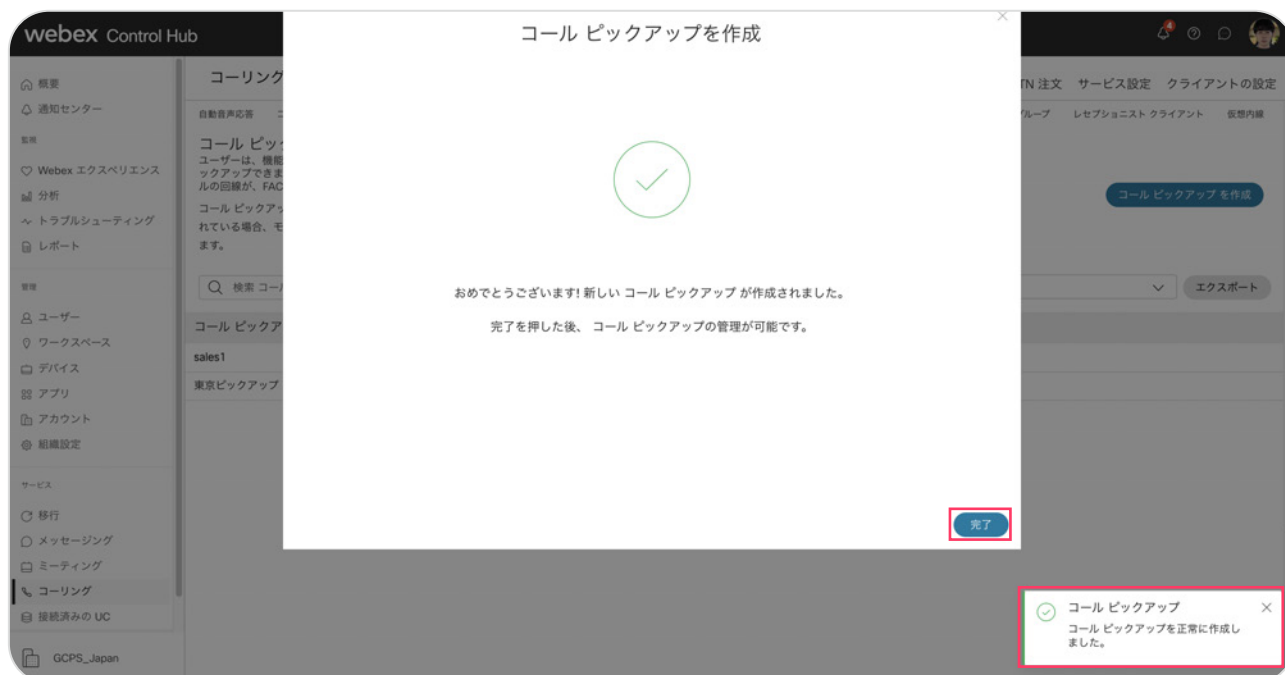 webex Control Hub
コール ピックアップを作成
4
概要
通知センター
監視
Webex エクスペリエンス
分析
トラブルシューティング
レポート
管理
ユーザー
ワークスペース
デバイス
アプリ
アカウント
組織設定
サービス
移行
メッセージング
ミーティング
コーリング
接続済みの UC
GCPS_Japan
コーリング
TN 注文 サービス設定 クライアントの設定
自動音声応答
グループ レセプショニスト クライアント 仮想内線
コール ピッ
ユーザーは、機能
ックアップできま
ルの回線が、FAC
コール ピックアッ
れている場合、モ
ます。
コール ピックアップ を作成
検索 コー
エクスポート
コール ピックア
sales1
東京ピックアップ
おめでとうございます! 新しい コール ピックアップ が作成されました。
完了を押した後、 コール ピックアップの管理が可能です。
完了
コール ピックアップ
コール ピックアップを正常に作成し
ました。